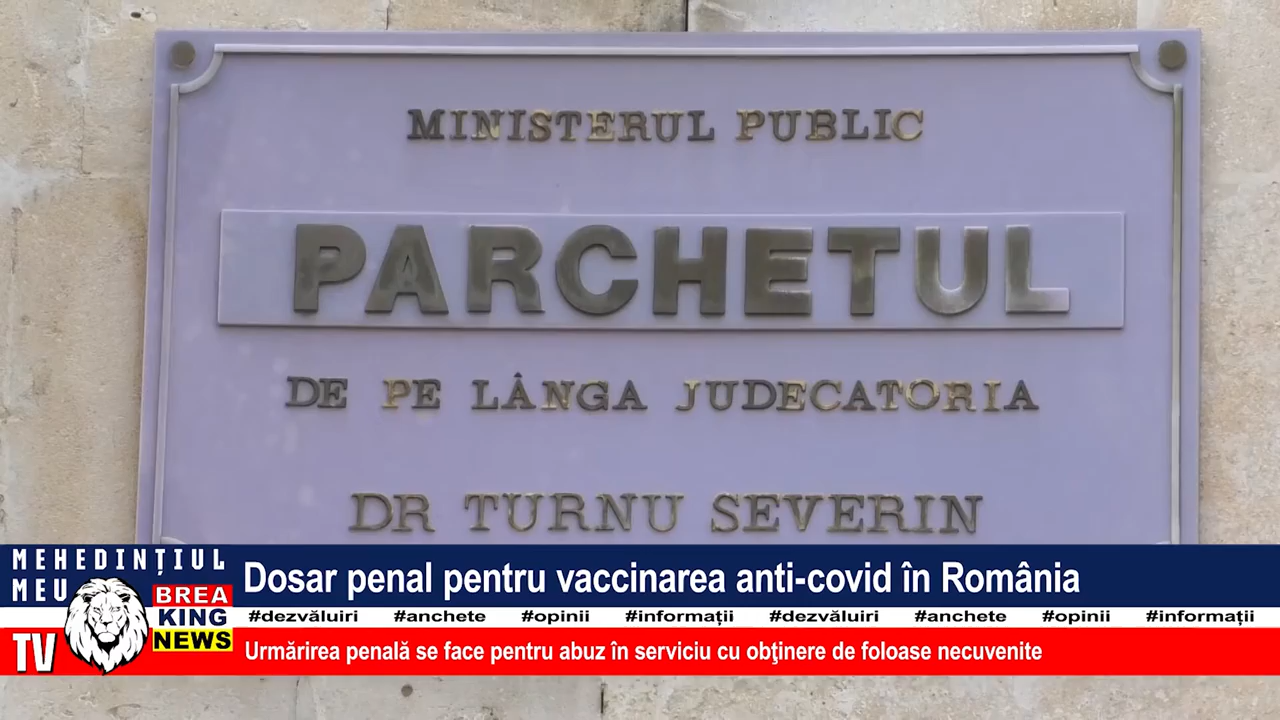 MINISTERUL PUBLIC
PARCHETUL
DE PE LÂNGA JUDECATORIA
DR TURNU SEVERIN
MEHEDINȚIUL
MEU
TV
BREA
KING
NEWS
Dosar penal pentru vaccinarea anti-covid în România
#dezvăluiri #anchete #opinii #informații #dezvăluiri #anchete #opinii #informații
Urmărirea penală se face pentru abuz în serviciu cu obţinere de foloase necuvenite